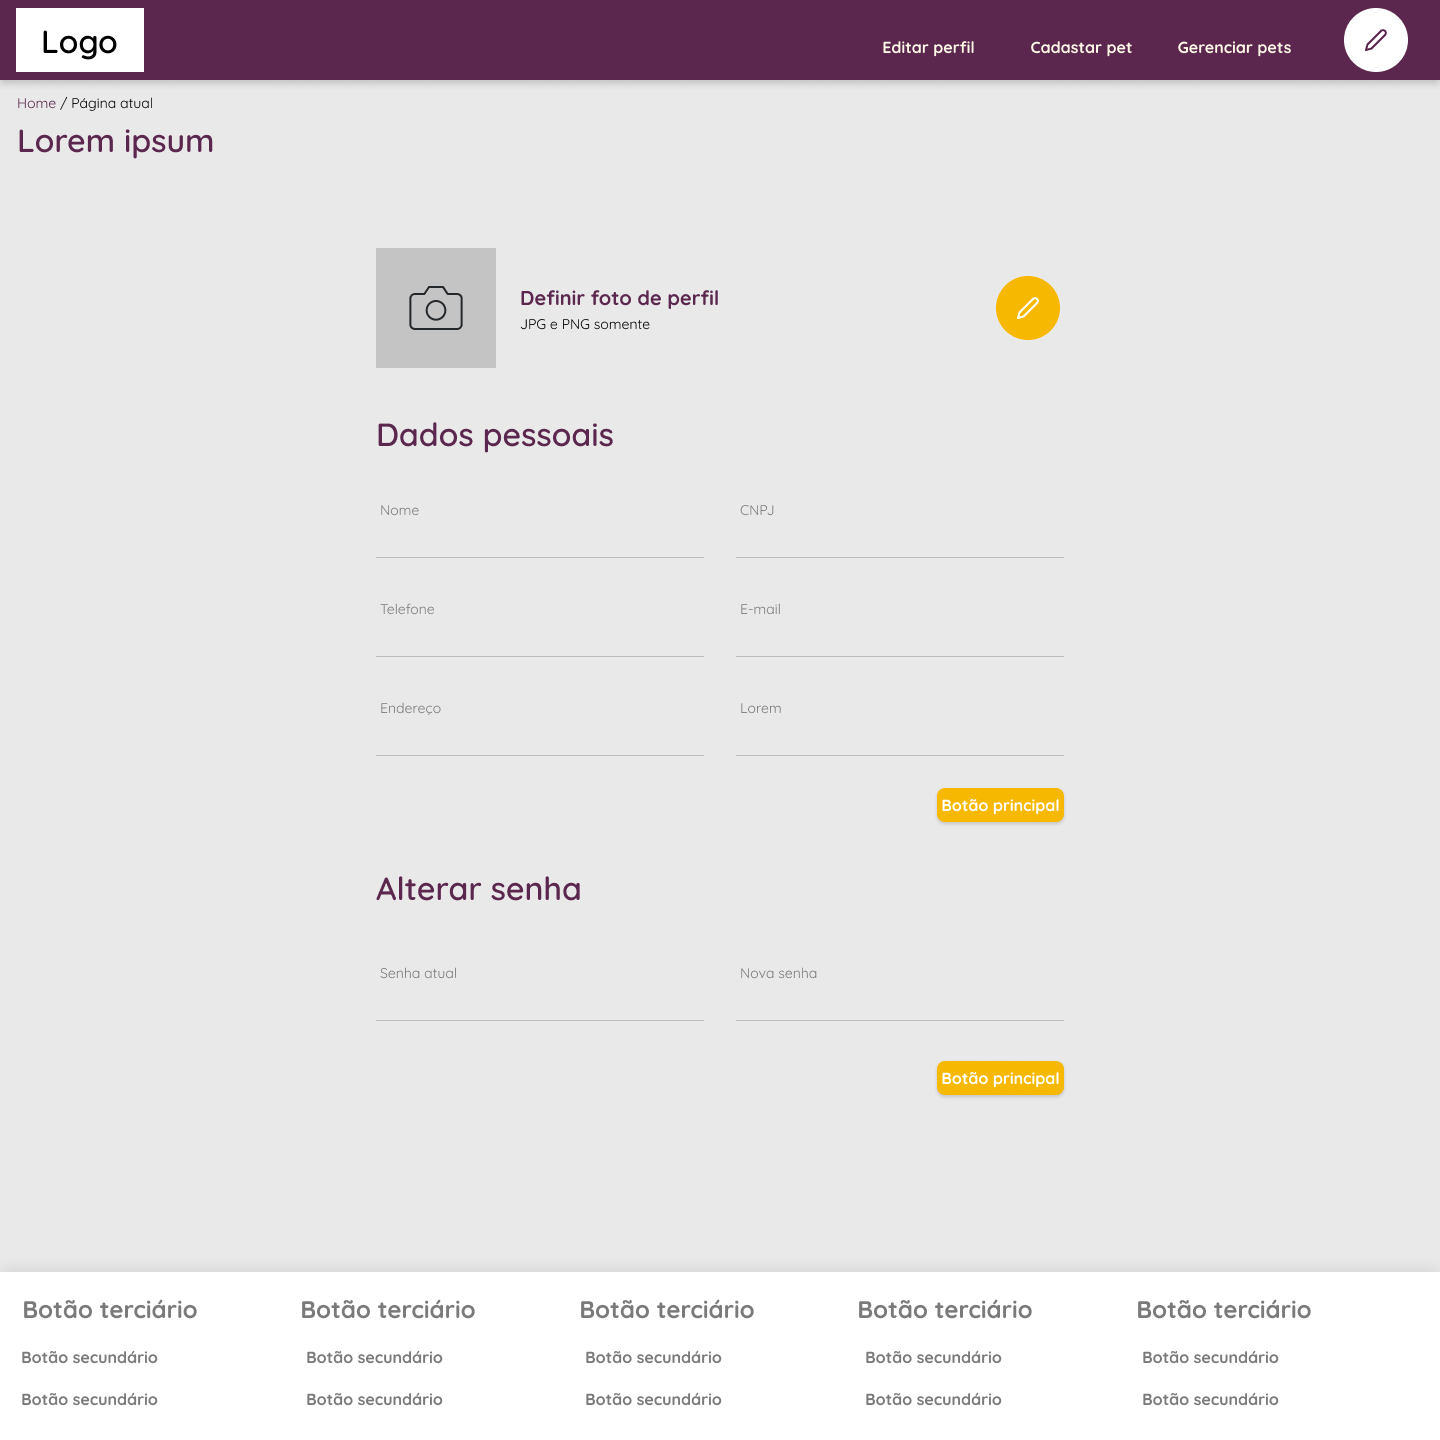 Logo
Editar perfil
Cadastar pet
Gerenciar pets
Home / Página atual
Lorem ipsum
Definir foto de perfil
JPG e PNG somente
Dados pessoais
Nome
CNPJ
Telefone
E-mail
Endereço
Lorem
Botão principal
Alterar senha
Senha atual
Nova senha
Botão principal
Botão terciário
Botão terciário
Botão terciário
Botão terciário
Botão terciário
Botão secundário
Botão secundário
Botão secundário
Botão secundário
Botão secundário
Botão secundário
Botão secundário
Botão secundário
Botão secundário
Botão secundário